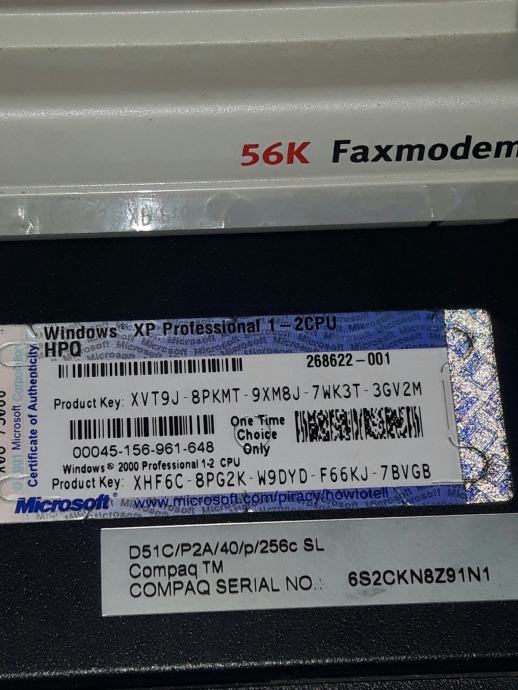 56K Faxmodem
Windows® XP Professional 1-2CPU
HPQ
268622-001
Product Key: XVT9J-8PKMT-9XM8J-7WK3T-3GV2M
One Time
Choice
Only
00045-156-961-648
Windows® 2000 Professional 1-2 CPU
Product Key: XHF6C-8PG2K-W9DYD-F66KJ-7BVGB
Microsoft® www.microsoft.com/piracy/howtotell
Certificate of Authenticity
Microsoft Corporation
D51C/P2A/40/p/256c SL
Compaq TM
COMPAQ SERIAL NO.: 6S2CKN8Z91N1